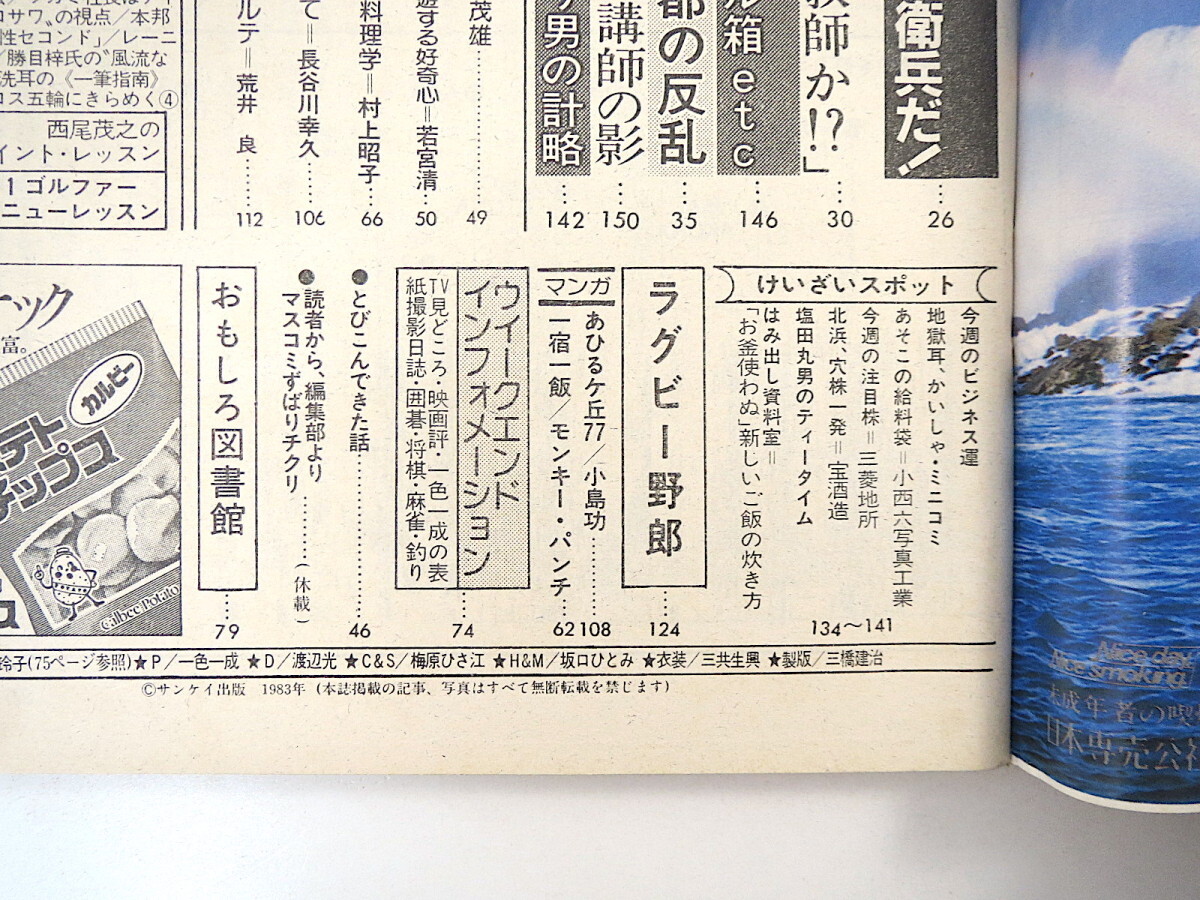 衛兵だ!
26
教師か!?」
30
ル箱etc
146
都の反乱
35
講師の影
150
男の計略
142
茂雄
49
遊する好奇心=若宮清
50
料理学=村上昭子
66
て=長谷川幸久
106
ルテ=荒井 良
112
ロサワ〟の視点/本邦
性セコンド」/レーニ
/勝目梓氏の〝風流な
洗耳の《一筆指南》
コス五輪にきらめく④
西尾茂之の
イント・レッスン
1ゴルファー
ニューレッスン
けいざいスポット
今週のビジネス運
地獄耳、かいしゃ・ミニコミ
あそこの給料袋=小西六写真工業
今週の注目株=三菱地所
北浜、穴株一発=宝酒造
塩田丸男のティータイム
はみ出し資料室=
「お釜使わぬ」新しいご飯の炊き方
134〜141
ラグビー野郎
124
マンガ
あひるケ丘77/小島功
108
一宿一飯/モンキー・パンチ
62
ウイークエンド
インフォメーション
TV見どころ・映画評・一色一成の表
紙撮影日誌・囲碁・将棋・麻雀・釣り
74
●とびこんできた話
46
●読者から、編集部より
マスコミずばりチクリ
(休載)
おもしろ図書館
79
ナック
富。
カルビー
テト
チップス
Calbee Potato
玲子(75ページ参照)★P/一色一成 ★D/渡辺光 ★C&S/梅原ひさ江 ★H&M/坂口ひとみ ★衣装/三共生興 ★製版/三橋建治
©サンケイ出版 1983年(本誌掲載の記事、写真はすべて無断転載を禁じます)
Nice day
Nice smoking
未成年者の喫
日本専売公社